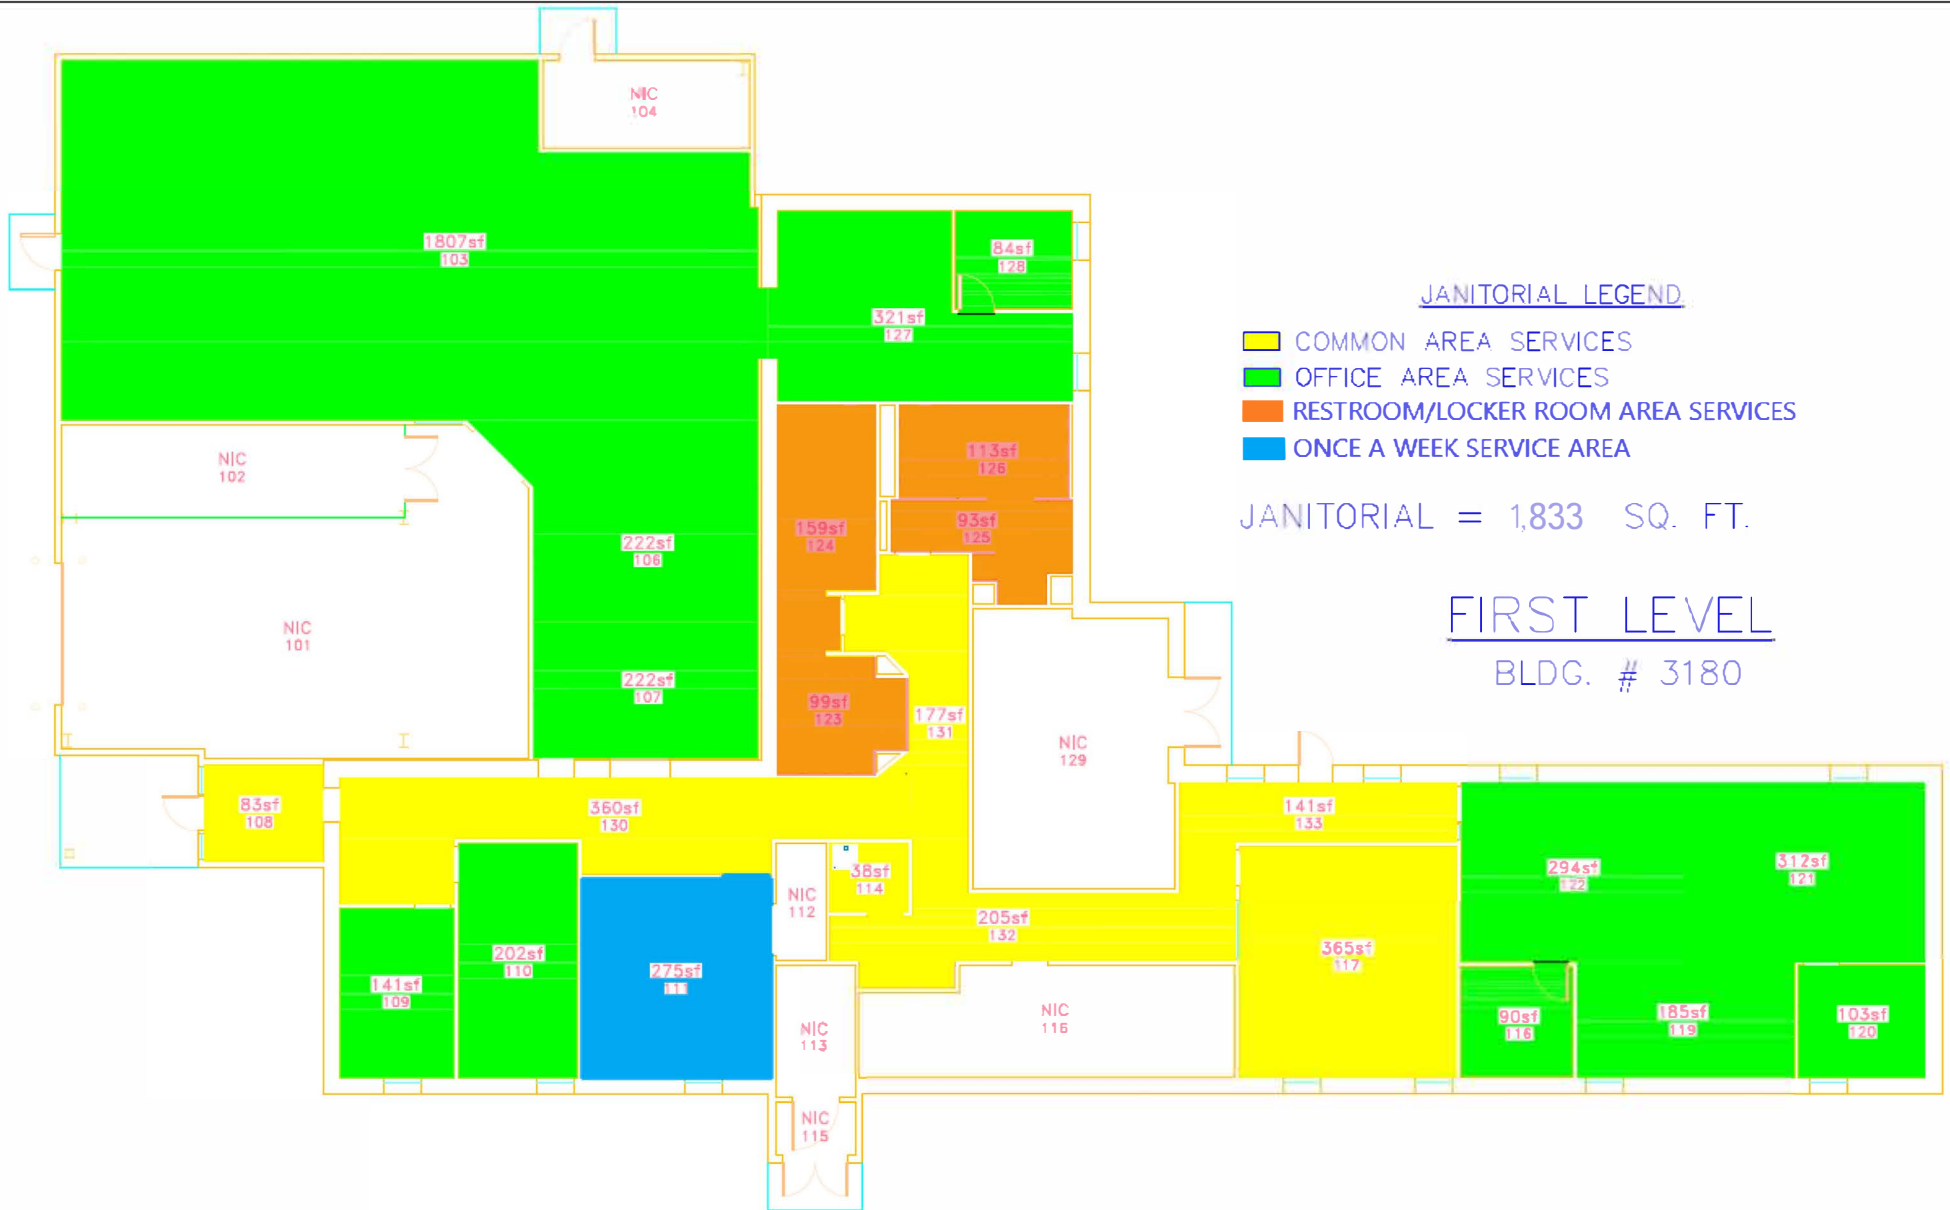 NIC
104
1807sf
103
84sf
128
321sf
127
JANITORIAL LEGEND
COMMON AREA SERVICES
OFFICE AREA SERVICES
RESTROOM/LOCKER ROOM AREA SERVICES
ONCE A WEEK SERVICE AREA
JANITORIAL = 1,833 SQ. FT.
FIRST LEVEL
BLDG. # 3180
NIC
102
113sf
126
159sf
124
93sf
125
222sf
106
NIC
101
222sf
107
99sf
123
177sf
131
NIC
129
83sf
108
360sf
130
141sf
133
38sf
114
294sf
122
312sf
121
NIC
112
205sf
132
365sf
117
202sf
110
275sf
111
141sf
109
NIC
113
NIC
116
90sf
116
185sf
119
103sf
120
NIC
115